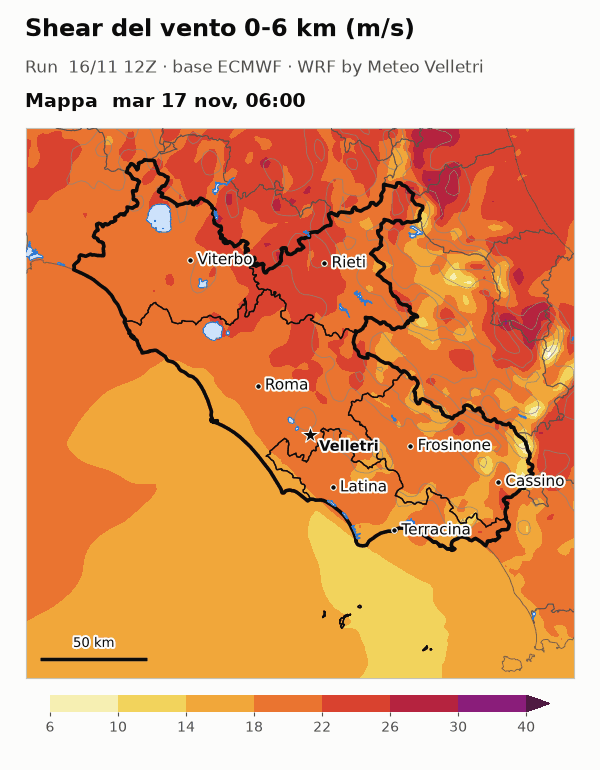 Shear del vento 0-6 km (m/s)
Run  16/11 12Z · base ECMWF · WRF by Meteo Velletri
Mappa  mar 17 nov, 06:00
Viterbo
Rieti
Roma
Velletri
Frosinone
Cassino
Latina
Terracina
50 km
6 10 14 18 22 26 30 40